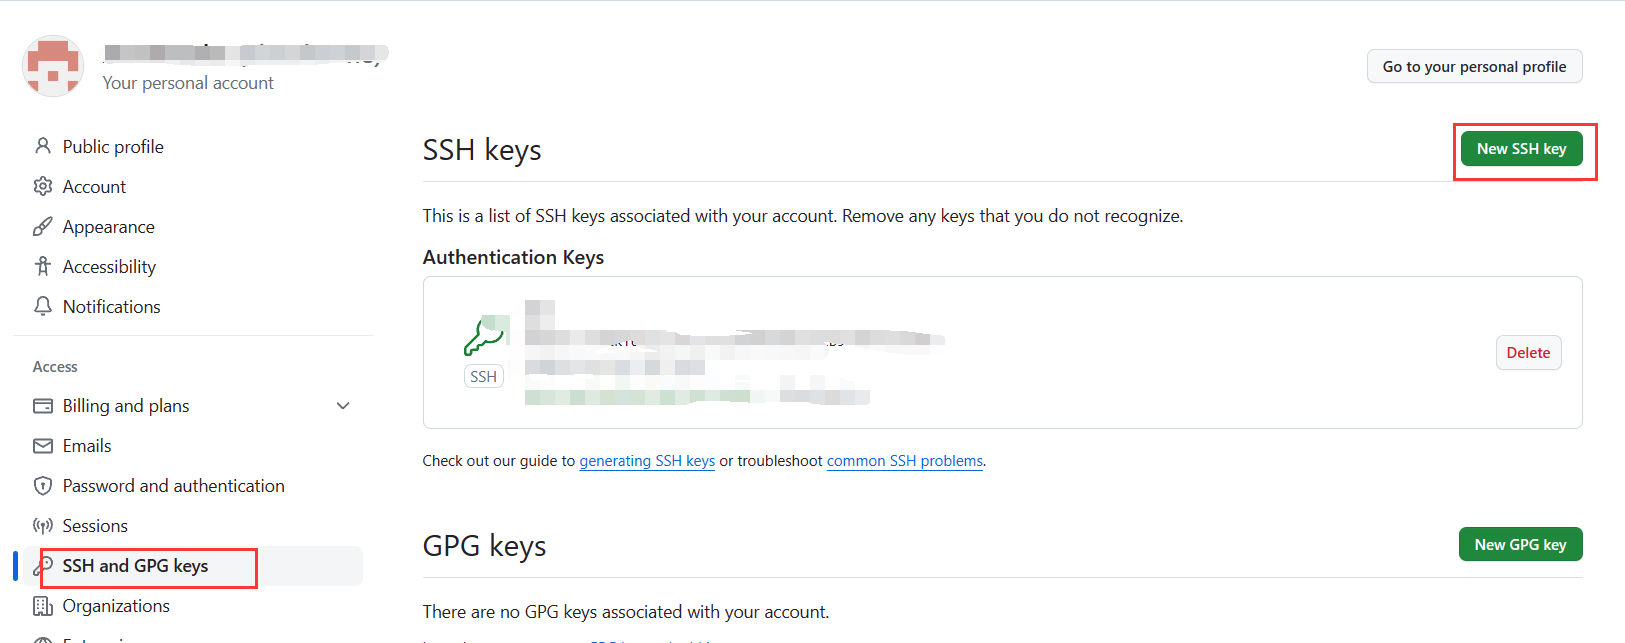 Your personal account
Go to your personal profile
Public profile
Account
Appearance
Accessibility
Notifications
Access
Billing and plans
Emails
Password and authentication
Sessions
SSH and GPG keys
Organizations
SSH keys
New SSH key
This is a list of SSH keys associated with your account. Remove any keys that you do not recognize.
Authentication Keys
SSH
Delete
Check out our guide to generating SSH keys or troubleshoot common SSH problems.
GPG keys
New GPG key
There are no GPG keys associated with your account.